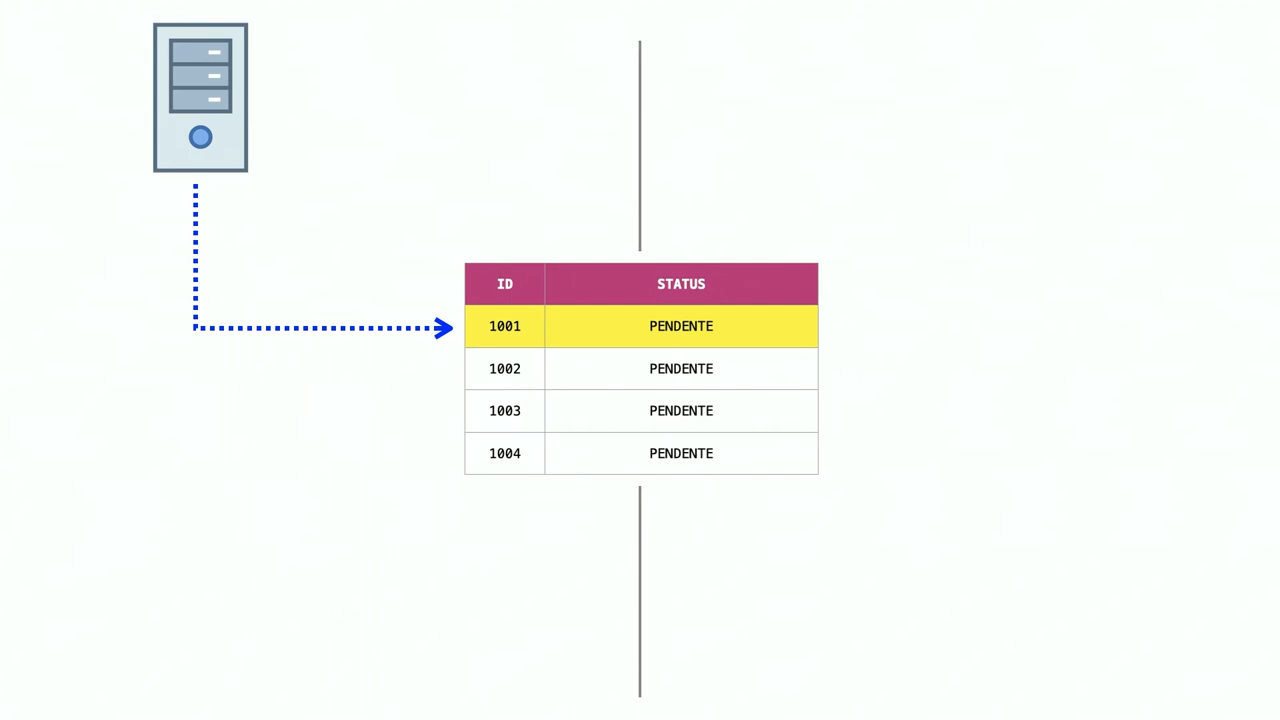 ID STATUS
1001 PENDENTE
1002 PENDENTE
1003 PENDENTE
1004 PENDENTE